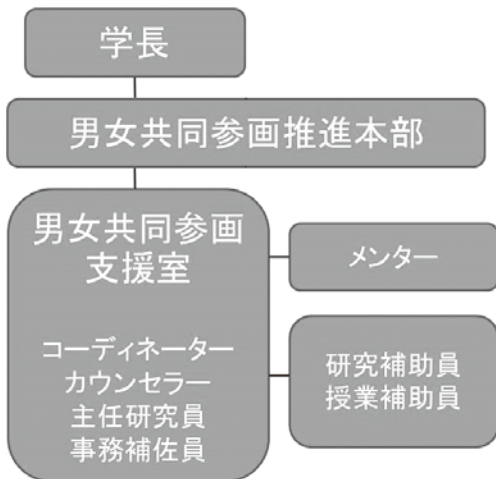 学長
男女共同参画推進本部
男女共同参画
支援室
コーディネーター
カウンセラー
主任研究員
事務補佐員
メンター
研究補助員
授業補助員